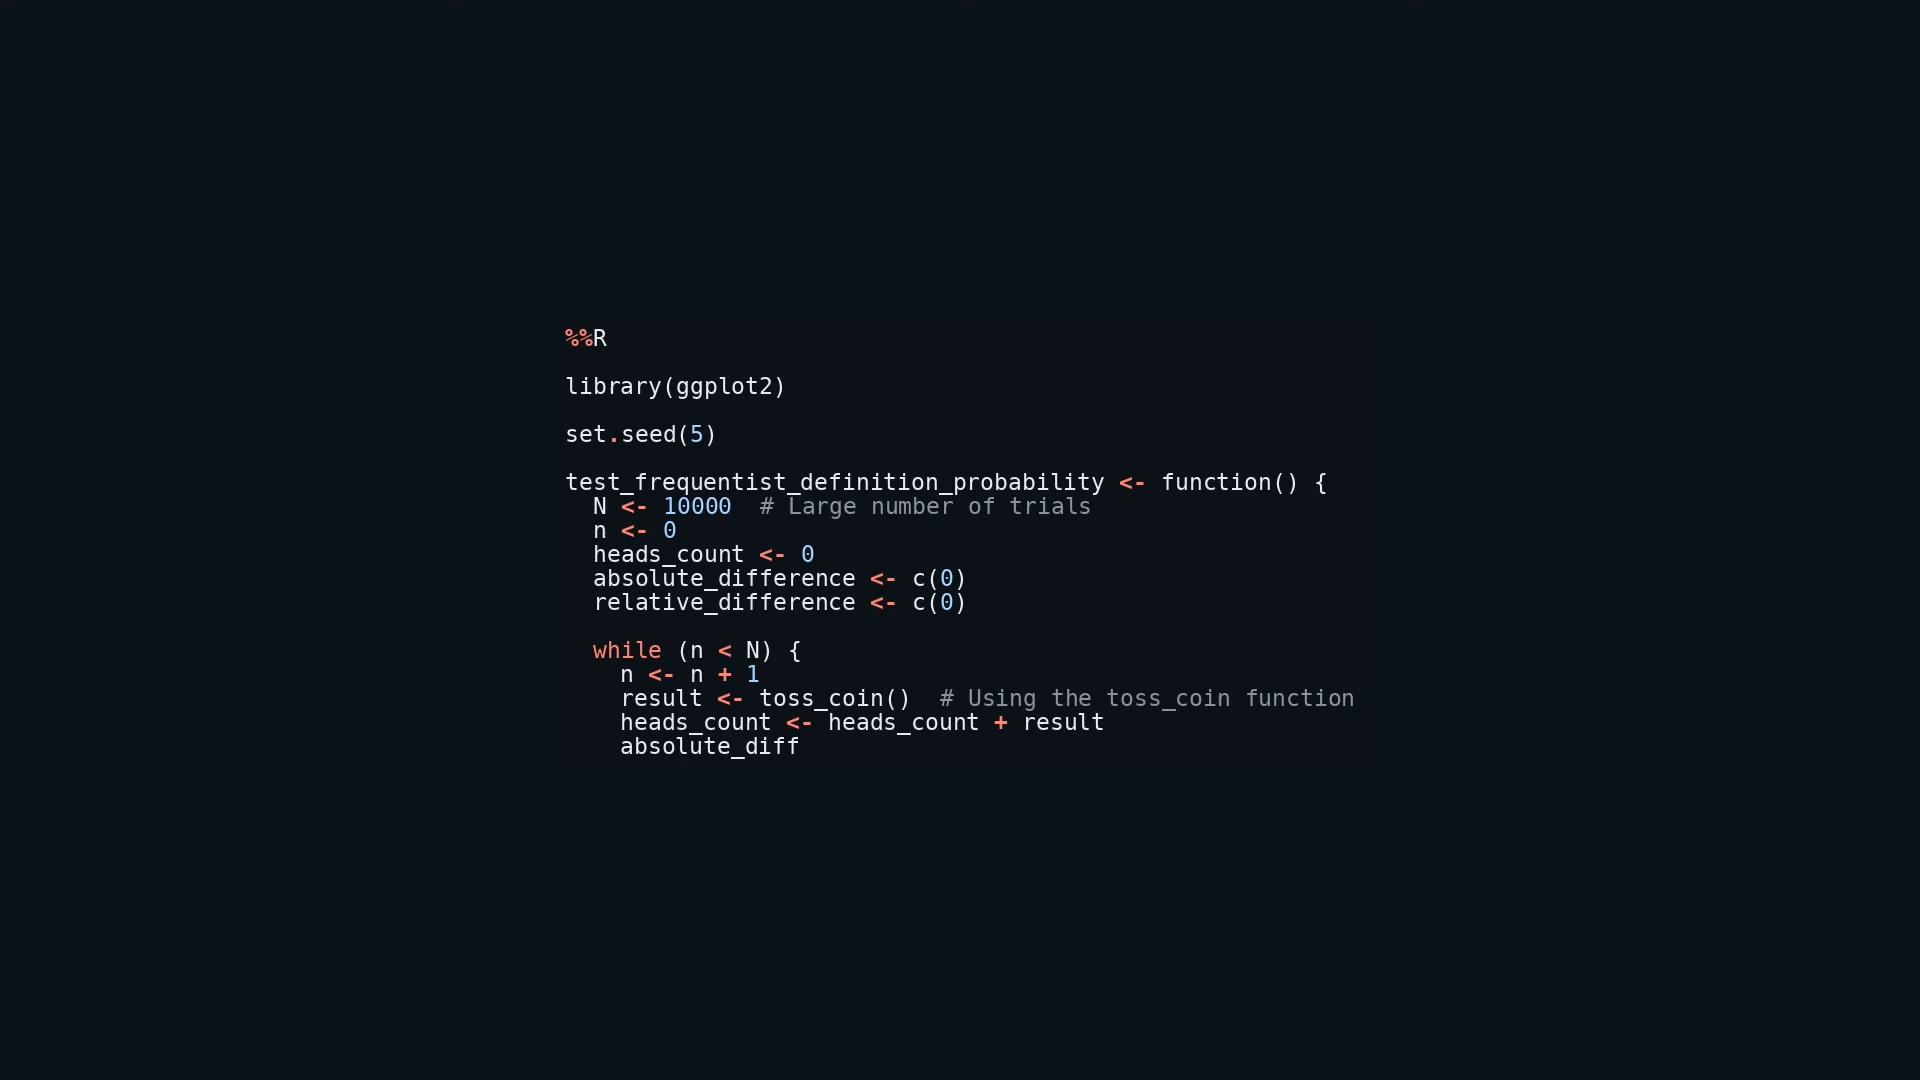 %%R

library(ggplot2)

set.seed(5)

test_frequentist_definition_probability <- function() {
  N <- 10000  # Large number of trials
  n <- 0
  heads_count <- 0
  absolute_difference <- c(0)
  relative_difference <- c(0)

  while (n < N) {
    n <- n + 1
    result <- toss_coin()  # Using the toss_coin function
    heads_count <- heads_count + result
    absolute_diff